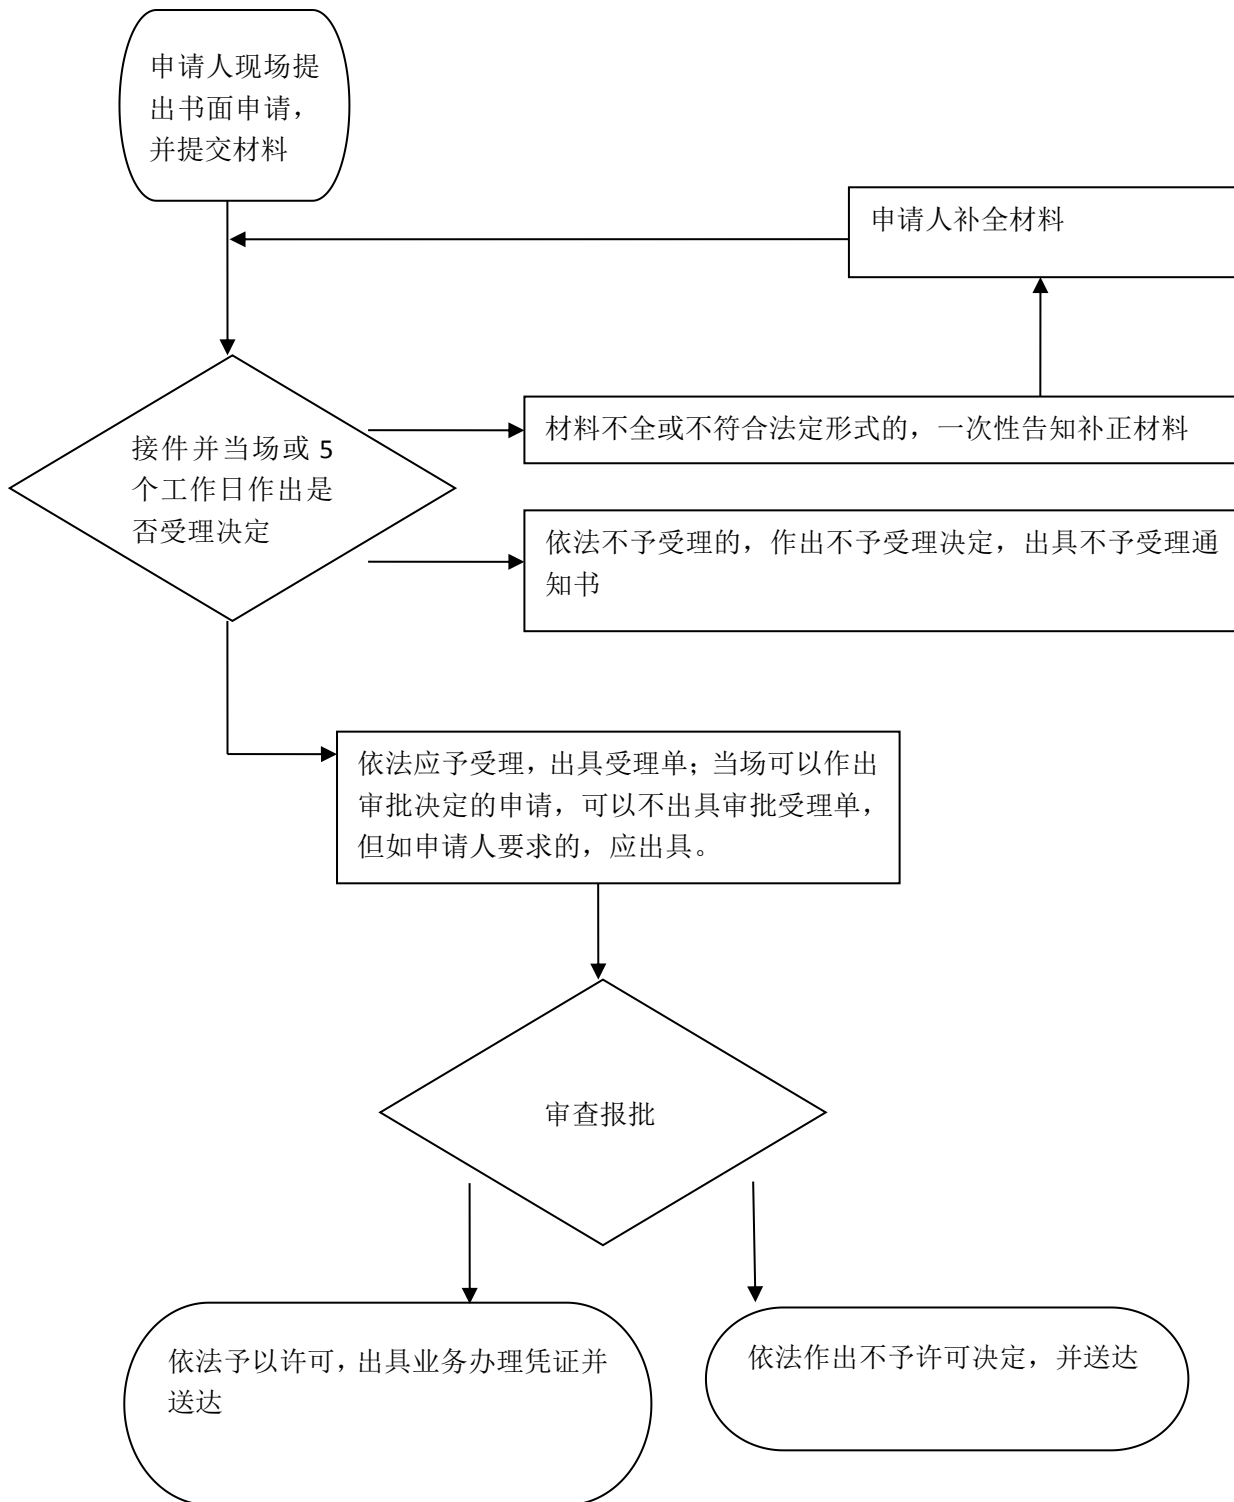 申请人现场提
出书面申请，
并提交材料
申请人补全材料
接件并当场或 5
个工作日作出是
否受理决定
材料不全或不符合法定形式的，一次性告知补正材料
依法不予受理的，作出不予受理决定，出具不予受理通
知书
依法应予受理，出具受理单；当场可以作出
审批决定的申请，可以不出具审批受理单，
但如申请人要求的，应出具。
审查报批
依法予以许可，出具业务办理凭证并
送达
依法作出不予许可决定，并送达